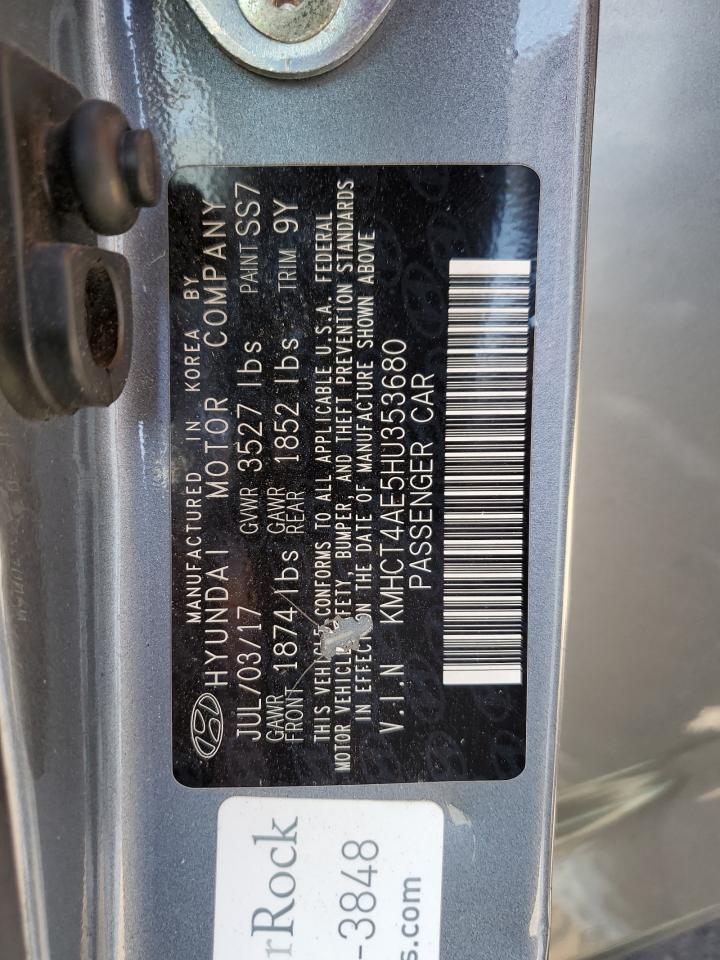 MANUFACTURED IN KOREA BY
HYUNDAI MOTOR COMPANY
JUL/03/17 GVWR 3527 lbs PAINT SS7
GAWR FRONT 1874 lbs GAWR REAR 1852 lbs TRIM 9Y
THIS VEHICLE CONFORMS TO ALL APPLICABLE U.S.A. FEDERAL
MOTOR VEHICLE SAFETY, BUMPER, AND THEFT PREVENTION STANDARDS
IN EFFECT ON THE DATE OF MANUFACTURE SHOWN ABOVE
V.I.N KMHCT4AE5HU353680
PASSENGER CAR
rRock
-3848
s.com